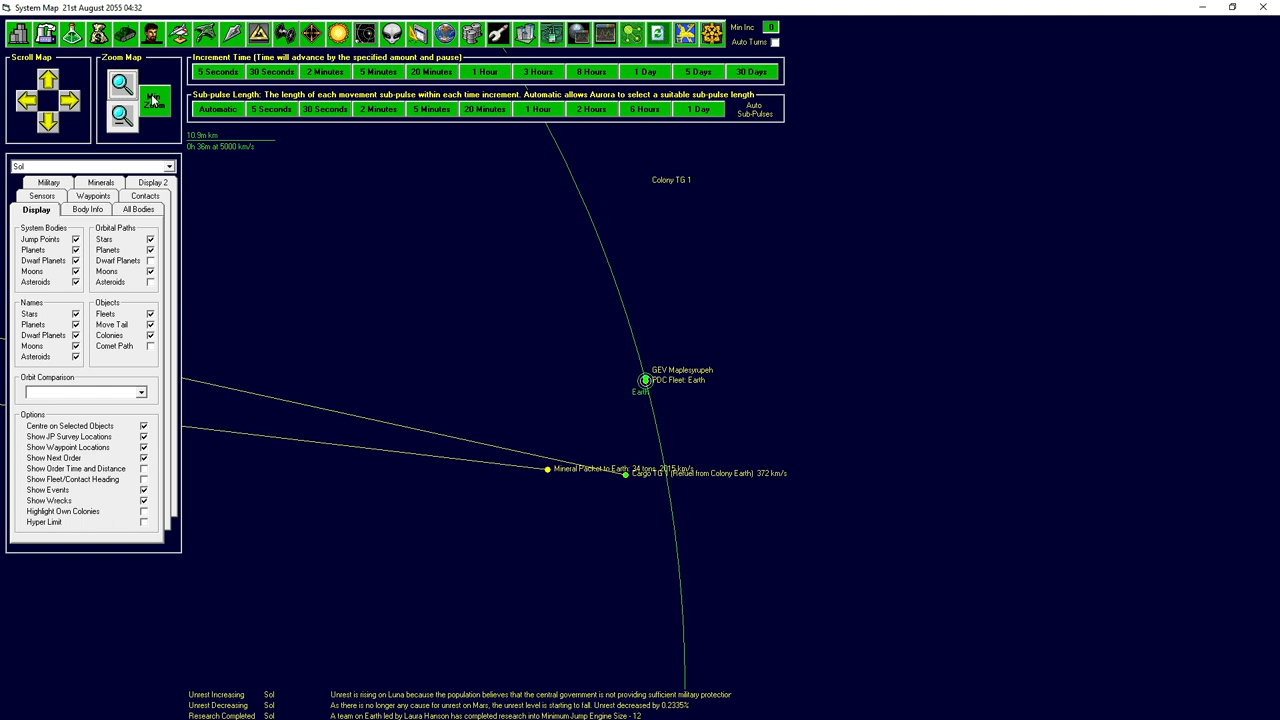 System Map 21st August 2055 04:32
Min Inc 0
Auto Turns
Scroll Map
Zoom Map
Min Zoom
Increment Time (Time will advance by the specified amount and pause)
5 Seconds 30 Seconds 2 Minutes 5 Minutes 20 Minutes 1 Hour 3 Hours 8 Hours 1 Day 5 Days 30 Days
Sub-pulse Length: The length of each movement sub-pulse within each time increment. Automatic allows Aurora to select a suitable sub-pulse length
Automatic 5 Seconds 30 Seconds 2 Minutes 5 Minutes 20 Minutes 1 Hour 2 Hour 6 Hours 1 Day
Auto Sub-Pulses
10.9m km
0h 36m at 5000 km/s
Sol
Military Minerals Display 2
Sensors Waypoints Contacts
Display Body Info All Bodies
System Bodies
Jump Points
Planets
Dwarf Planets
Moons
Asteroids
Orbital Paths
Stars
Planets
Dwarf Planets
Moons
Asteroids
Names
Stars
Planets
Dwarf Planets
Moons
Asteroids
Objects
Fleets
Move Tail
Colonies
Comet Path
Orbit Comparison
Options
Centre on Selected Objects
Show JP Survey Locations
Show Waypoint Locations
Show Next Order
Show Order Time and Distance
Show Fleet/Contact Heading
Show Events
Show Wrecks
Highlight Own Colonies
Hyper Limit
Colony TG 1
GEV Maplesyrupeh
PDC Fleet: Earth
Earth
Mineral Packet to Earth: 34 tons 2015 km/s
Cargo TG 1 (Refuel from Colony Earth) 372 km/s
Unrest Increasing Sol Unrest is rising on Luna because the population believes that the central government is not providing sufficient military protection
Unrest Decreasing Sol As there is no longer any cause for unrest on Mars, the unrest level is starting to fall. Unrest decreased by 0.2335%
Research Completed Sol A team on Earth led by Laura Hanson has completed research into Minimum Jump Engine Size - 12